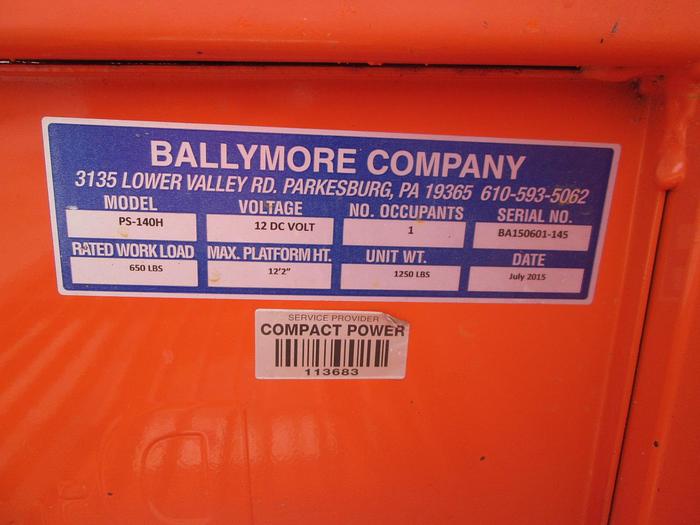 BALLYMORE COMPANY
3135 LOWER VALLEY RD. PARKESBURG, PA 19365 610-593-5062
MODEL VOLTAGE NO. OCCUPANTS SERIAL NO.
PS-140H 12 DC VOLT 1 BA150601-145
RATED WORK LOAD MAX. PLATFORM HT. UNIT WT. DATE
650 LBS 12'2" 1250 LBS July 2015
SERVICE PROVIDER
COMPACT POWER
113683